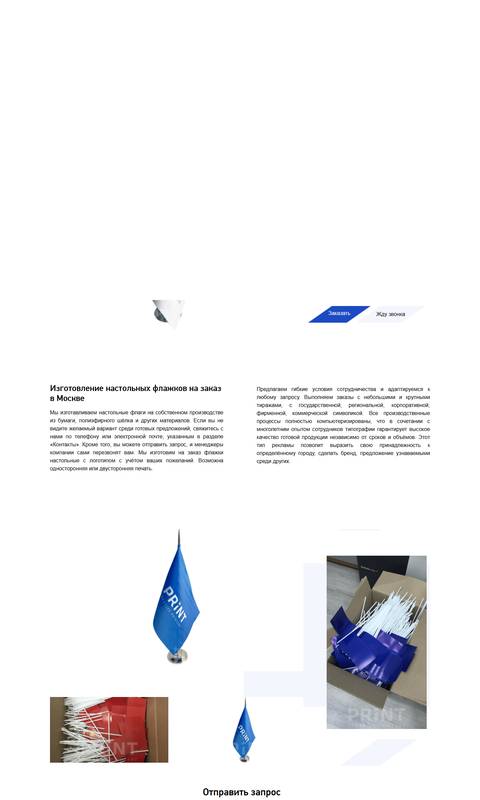 Заказать
Жду звонка
Изготовление настольных флажков на заказ
в Москве
Мы изготавливаем настольные флаги на собственном производстве
из бумаги, полиэфирного шёлка и других материалов. Если вы не
видите желаемый вариант среди готовых предложений, свяжитесь с
нами по телефону или электронной почте, указанным в разделе
«Контакты». Кроме того, вы можете отправить запрос, и менеджеры
компании сами перезвонят вам. Мы изготовим на заказ флажки
настольные с логотипом с учётом ваших пожеланий. Возможна
односторонняя или двусторонняя печать.
Предлагаем гибкие условия сотрудничества и адаптируемся к
любому запросу. Выполняем заказы с небольшими и крупными
тиражами, с государственной, региональной, корпоративной,
фирменной, коммерческой символикой. Все производственные
процессы полностью компьютеризированы, что в сочетании с
многолетним опытом сотрудников типографии гарантирует высокое
качество готовой продукции независимо от сроков и объёмов. Этот
тип рекламы позволит выразить свою принадлежность к
определённому городу, сделать бренд, предложение узнаваемыми
среди других.
PRINT
PRINT
PRINT
PRINT
Отправить запрос